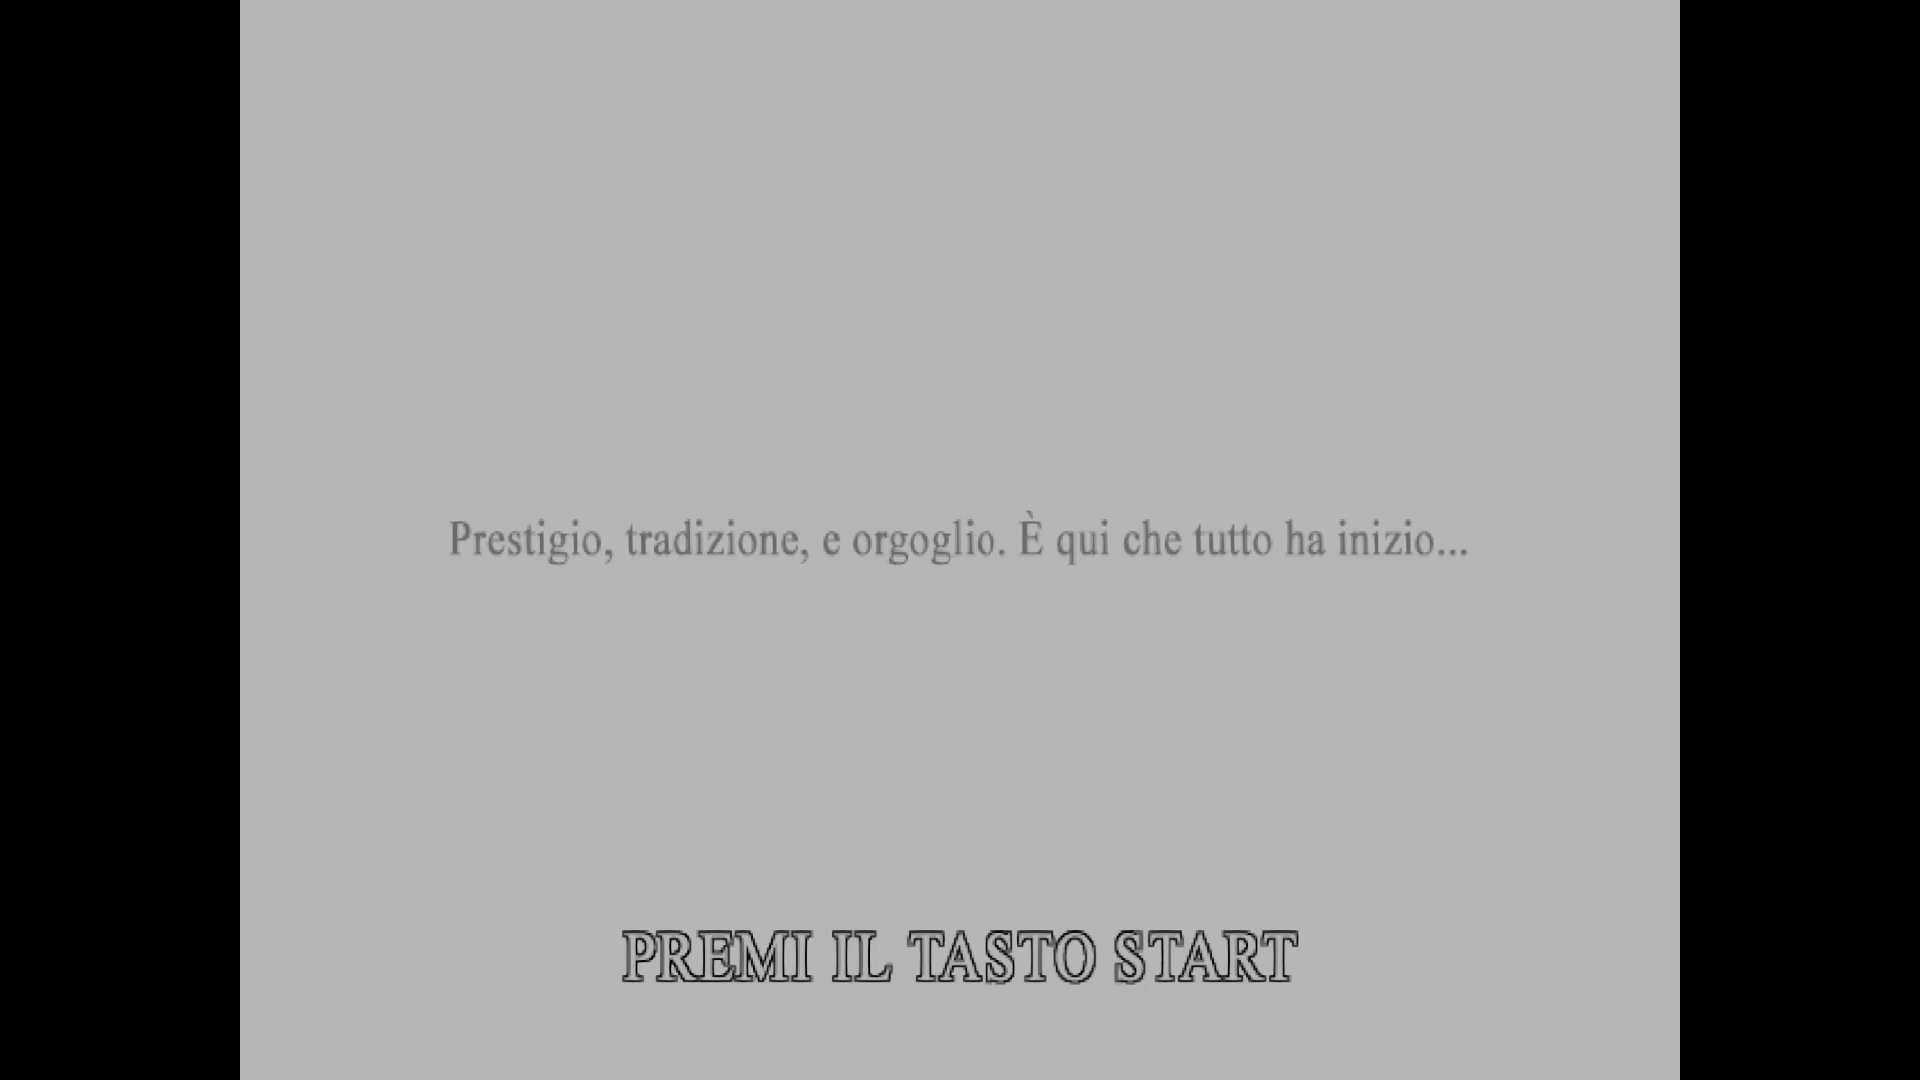 Prestigio, tradizione, e orgoglio. È qui che tutto ha inizio...
PREMI IL TASTO START